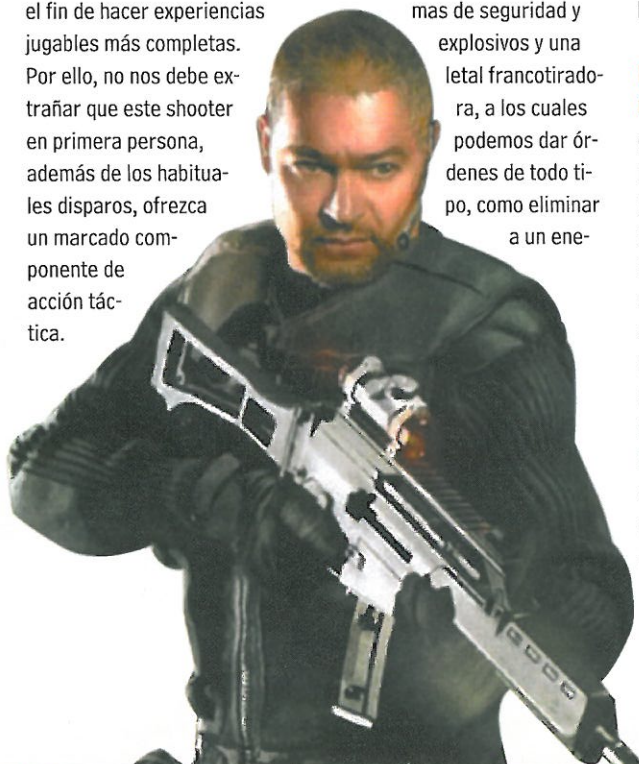 el fin de hacer experiencias
jugables más completas.
Por ello, no nos debe ex-
trañar que este shooter
en primera persona,
además de los habitua-
les disparos, ofrezca
un marcado com-
ponente de
acción tác-
tica.
mas de seguridad y
explosivos y una
letal francotirado-
ra, a los cuales
podemos dar ór-
denes de todo ti-
po, como eliminar
a un ene-